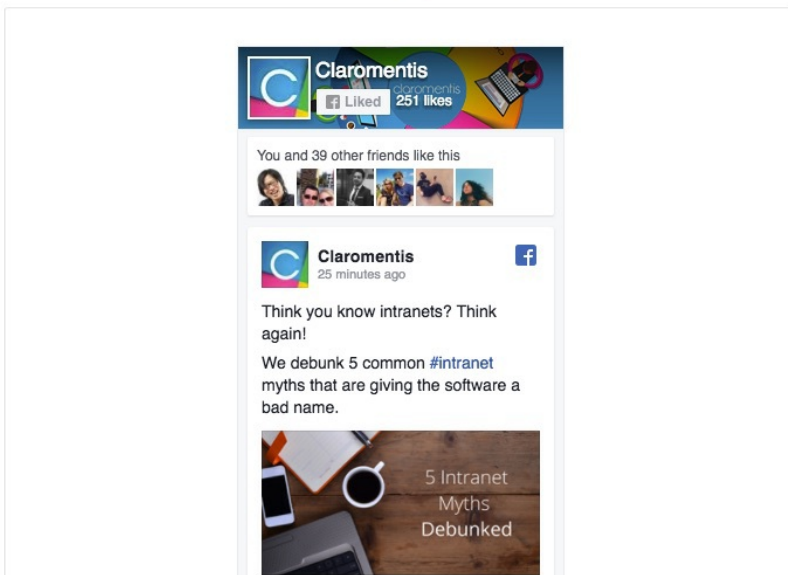 Claromentis
claromentis
Liked
251 likes
You and 39 other friends like this
C
Claromentis
25 minutes ago
Think you know intranets? Think
again!
We debunk 5 common #intranet
myths that are giving the software a
bad name.
5 Intranet
Myths
Debunked